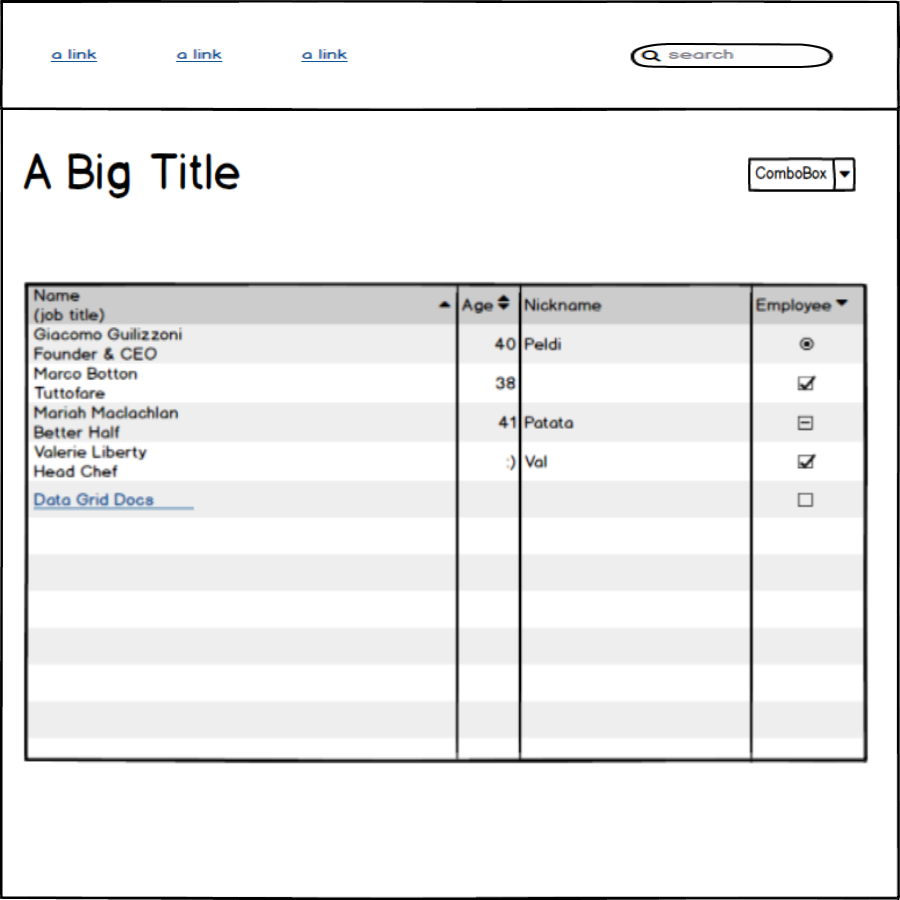 a link a link a link search
A Big Title
ComboBox
Name
(job title)
Age Nickname Employee
Giacomo Guilizzoni
Founder & CEO
40 Peldi
Marco Botton
Tuttofare
38
Mariah Maclachlan
Better Half
41 Patata
Valerie Liberty
Head Chef
:) Val
Data Grid Docs